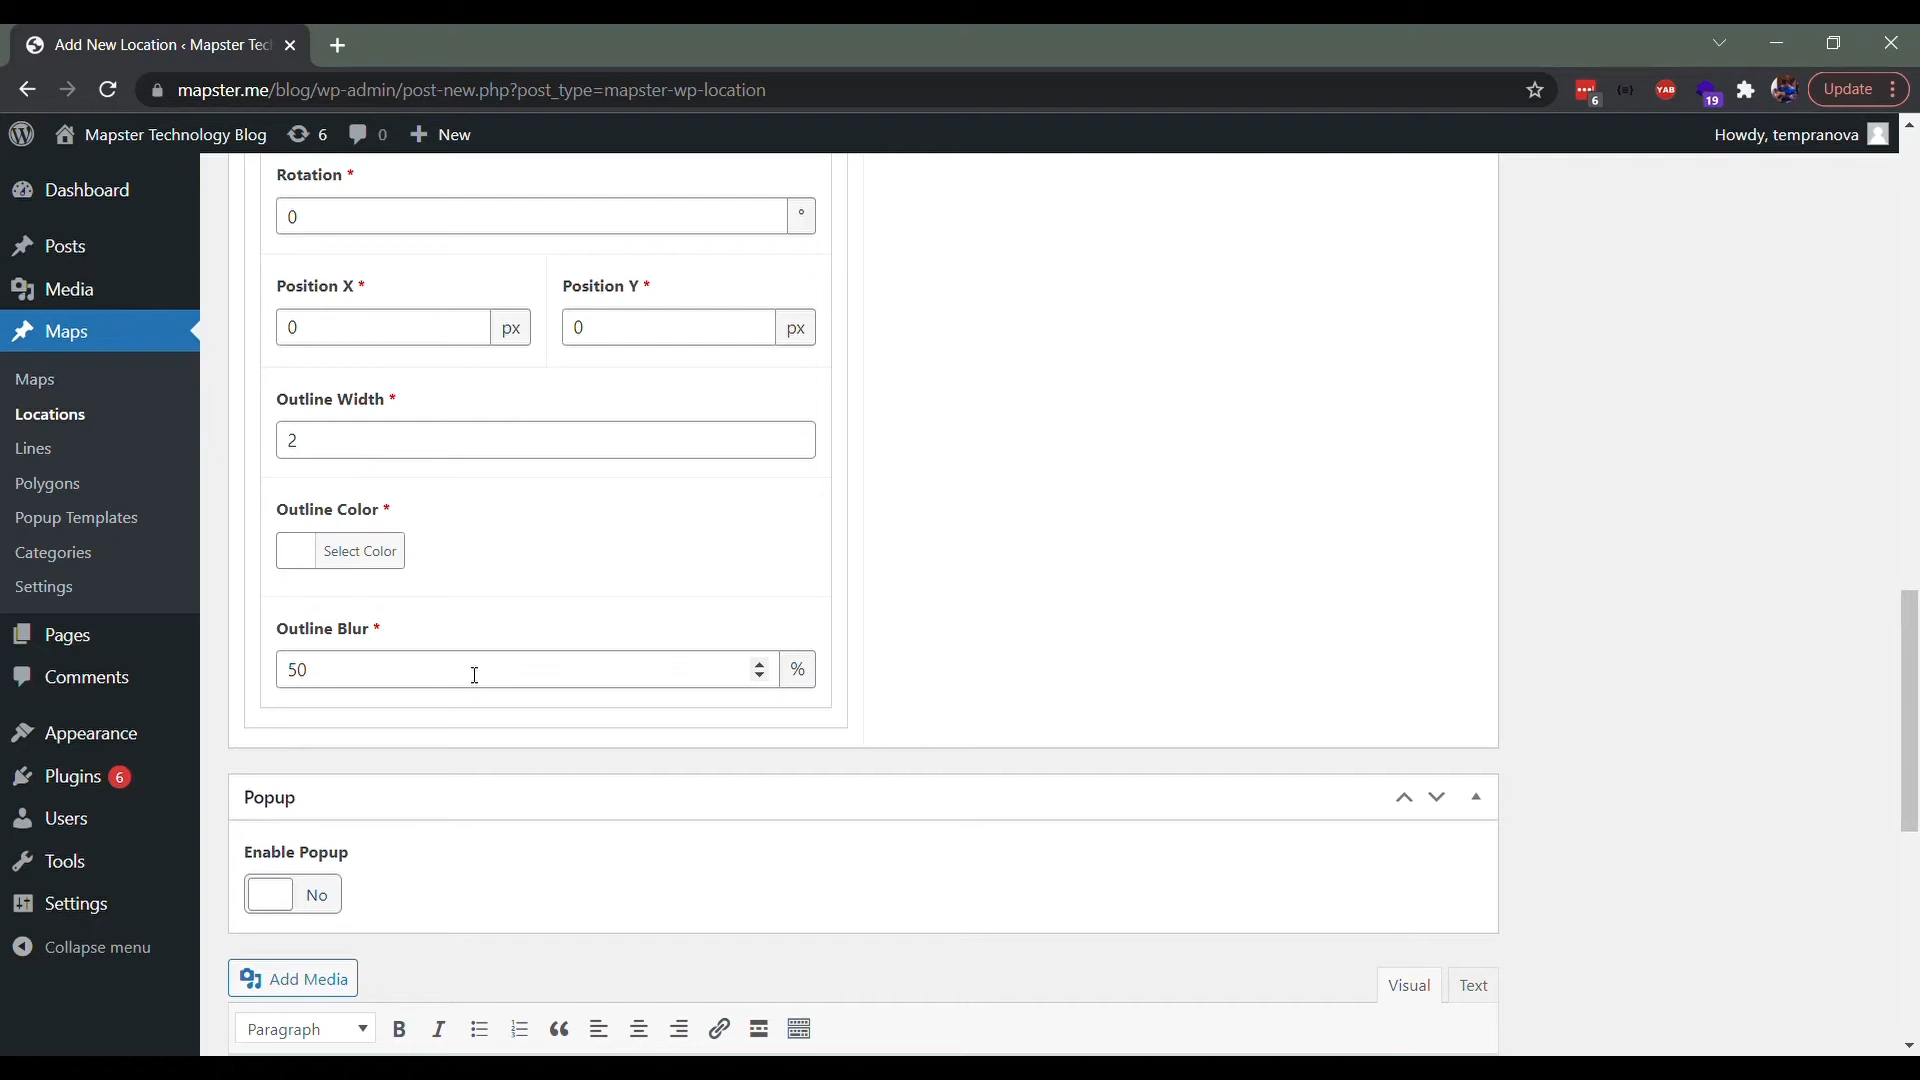 Add New Location ‹ Mapster Tec
mapster.me/blog/wp-admin/post-new.php?post_type=mapster-wp-location
6
YAB
19
Update
Mapster Technology Blog
6
0
New
Howdy, tempranova
Dashboard
Posts
Media
Maps
Maps
Locations
Lines
Polygons
Popup Templates
Categories
Settings
Pages
Comments
Appearance
Plugins 6
Users
Tools
Settings
Collapse menu
Rotation *
0 °
Position X * Position Y *
0 px 0 px
Outline Width *
2
Outline Color *
Select Color
Outline Blur *
50 %
Popup
Enable Popup
No
Add Media
Visual Text
Paragraph B I